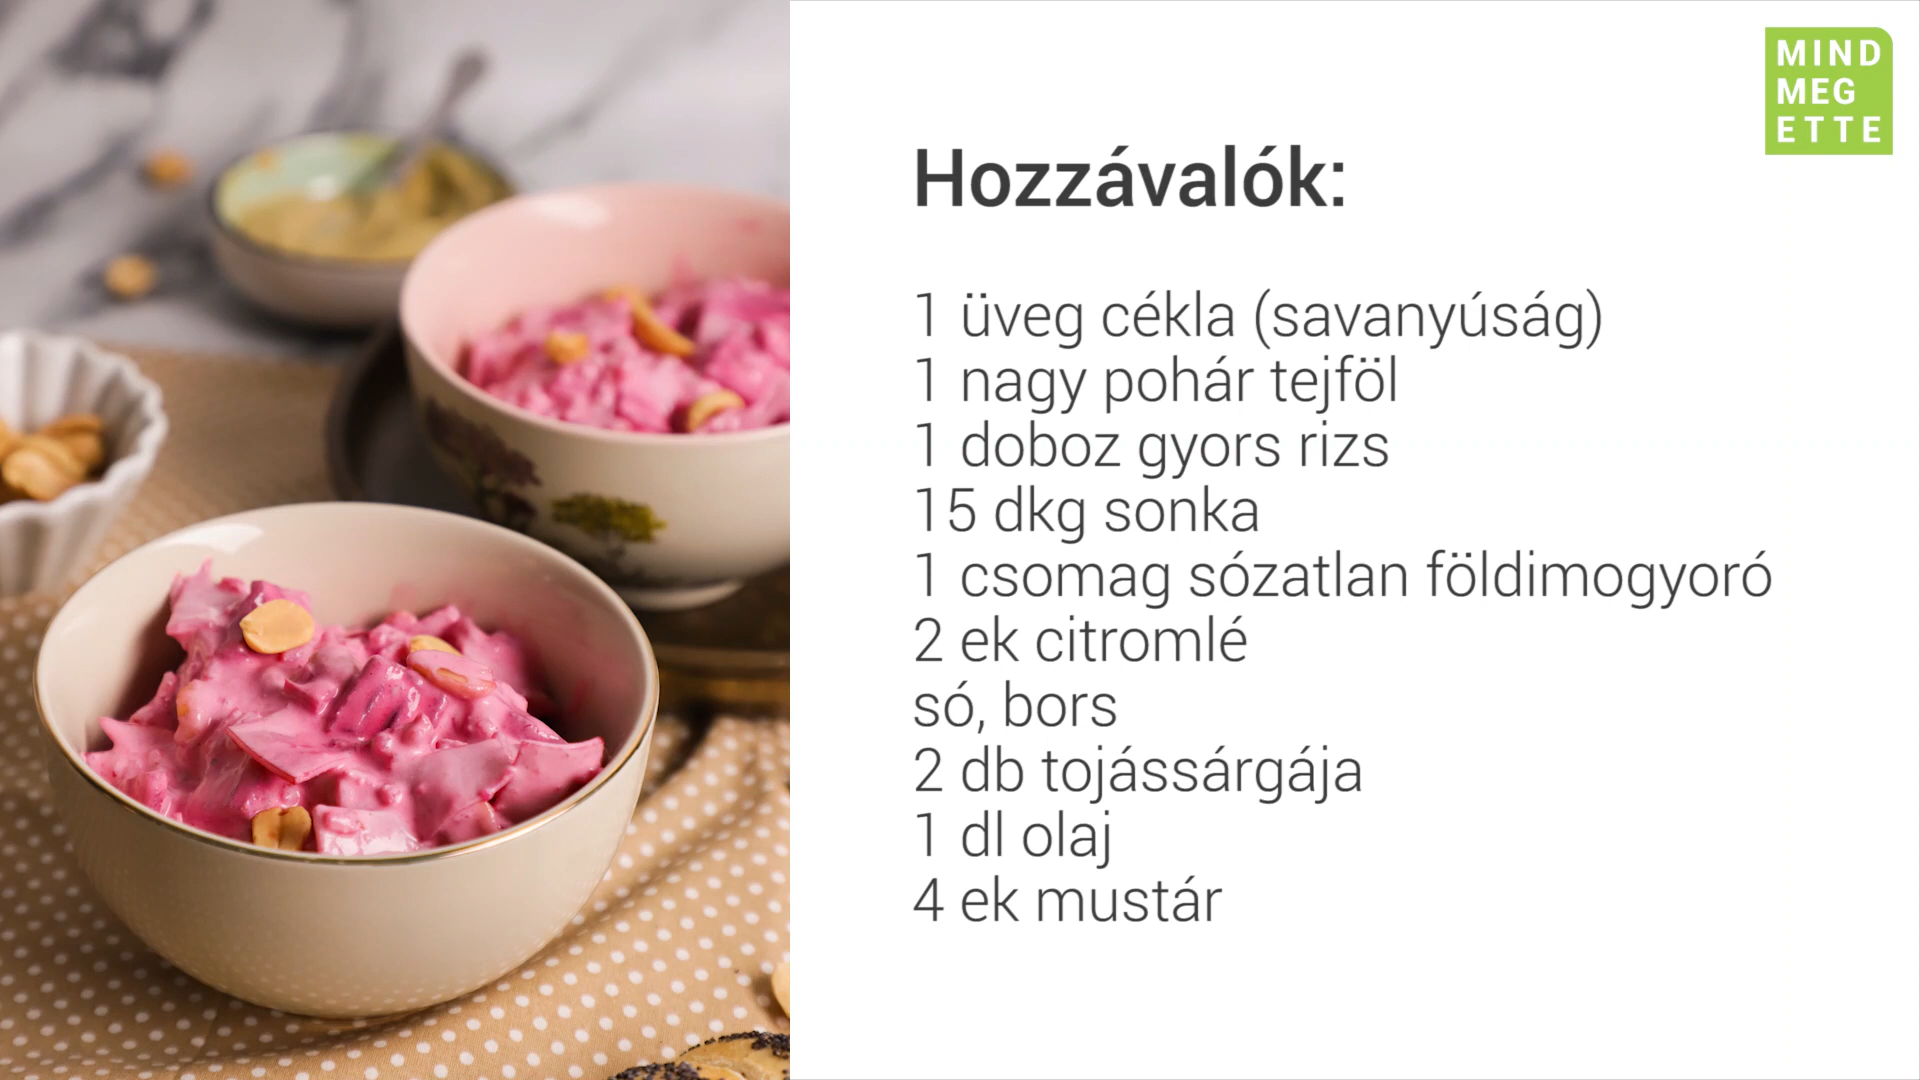 MIND
MEG
ETTE
Hozzávalók:
1 üveg cékla (savanyúság)
1 nagy pohár tejföl
1 doboz gyors rizs
15 dkg sonka
1 csomag sózatlan földimogyoró
2 ek citromlé
só, bors
2 db tojássárgája
1 dl olaj
4 ek mustár